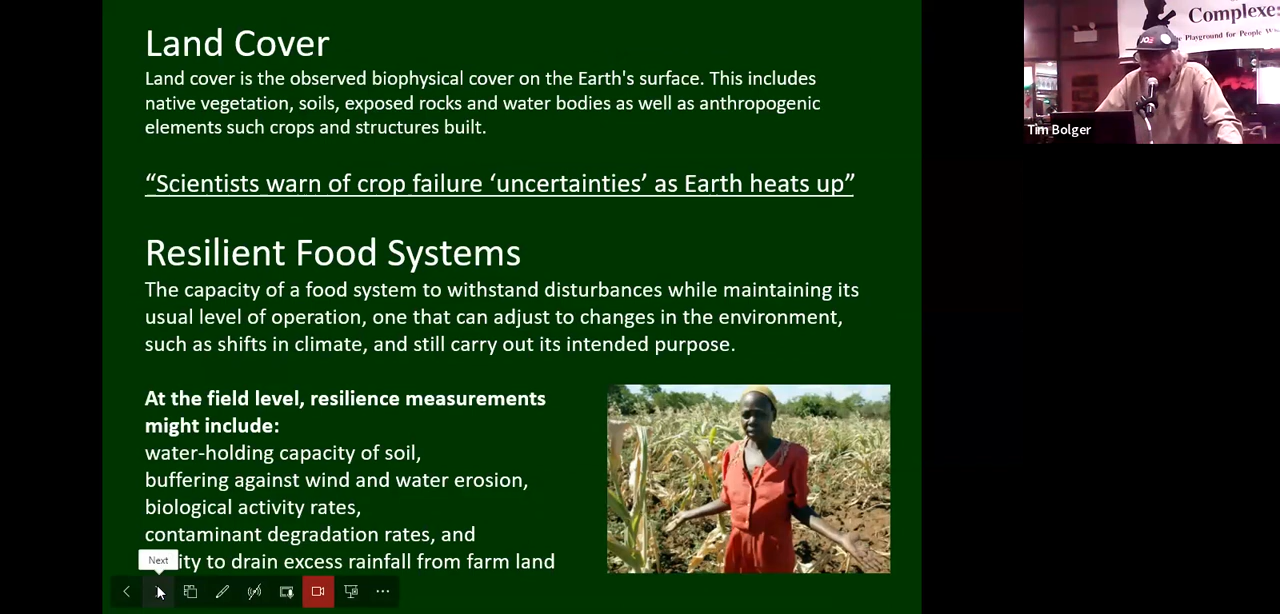 Land Cover
Land cover is the observed biophysical cover on the Earth's surface. This includes
native vegetation, soils, exposed rocks and water bodies as well as anthropogenic
elements such crops and structures built.
“Scientists warn of crop failure ‘uncertainties’ as Earth heats up”
Resilient Food Systems
The capacity of a food system to withstand disturbances while maintaining its
usual level of operation, one that can adjust to changes in the environment,
such as shifts in climate, and still carry out its intended purpose.
At the field level, resilience measurements
might include:
water-holding capacity of soil,
buffering against wind and water erosion,
biological activity rates,
contaminant degradation rates, and
to drain excess rainfall from farm land
Next
Playground for People
Tim Bolger